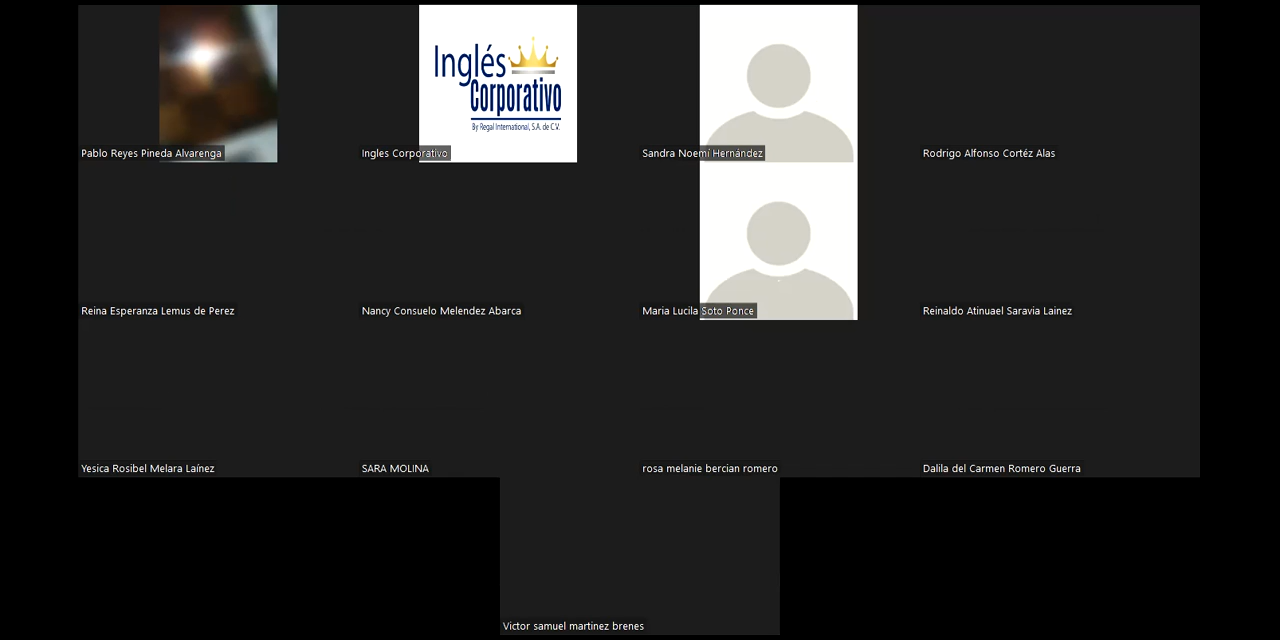 Inglés
Corporativo
By Regal International, S.A. de C.V.
Pablo Reyes Pineda Alvarenga
Ingles Corporativo
Sandra Noemí Hernández
Rodrigo Alfonso Cortéz Alas
Reina Esperanza Lemus de Perez
Nancy Consuelo Melendez Abarca
Maria Lucila Soto Ponce
Reinaldo Atinuael Saravia Lainez
Yesica Rosibel Melara Laínez
SARA MOLINA
rosa melanie bercian romero
Dalila del Carmen Romero Guerra
Victor samuel martinez brenes